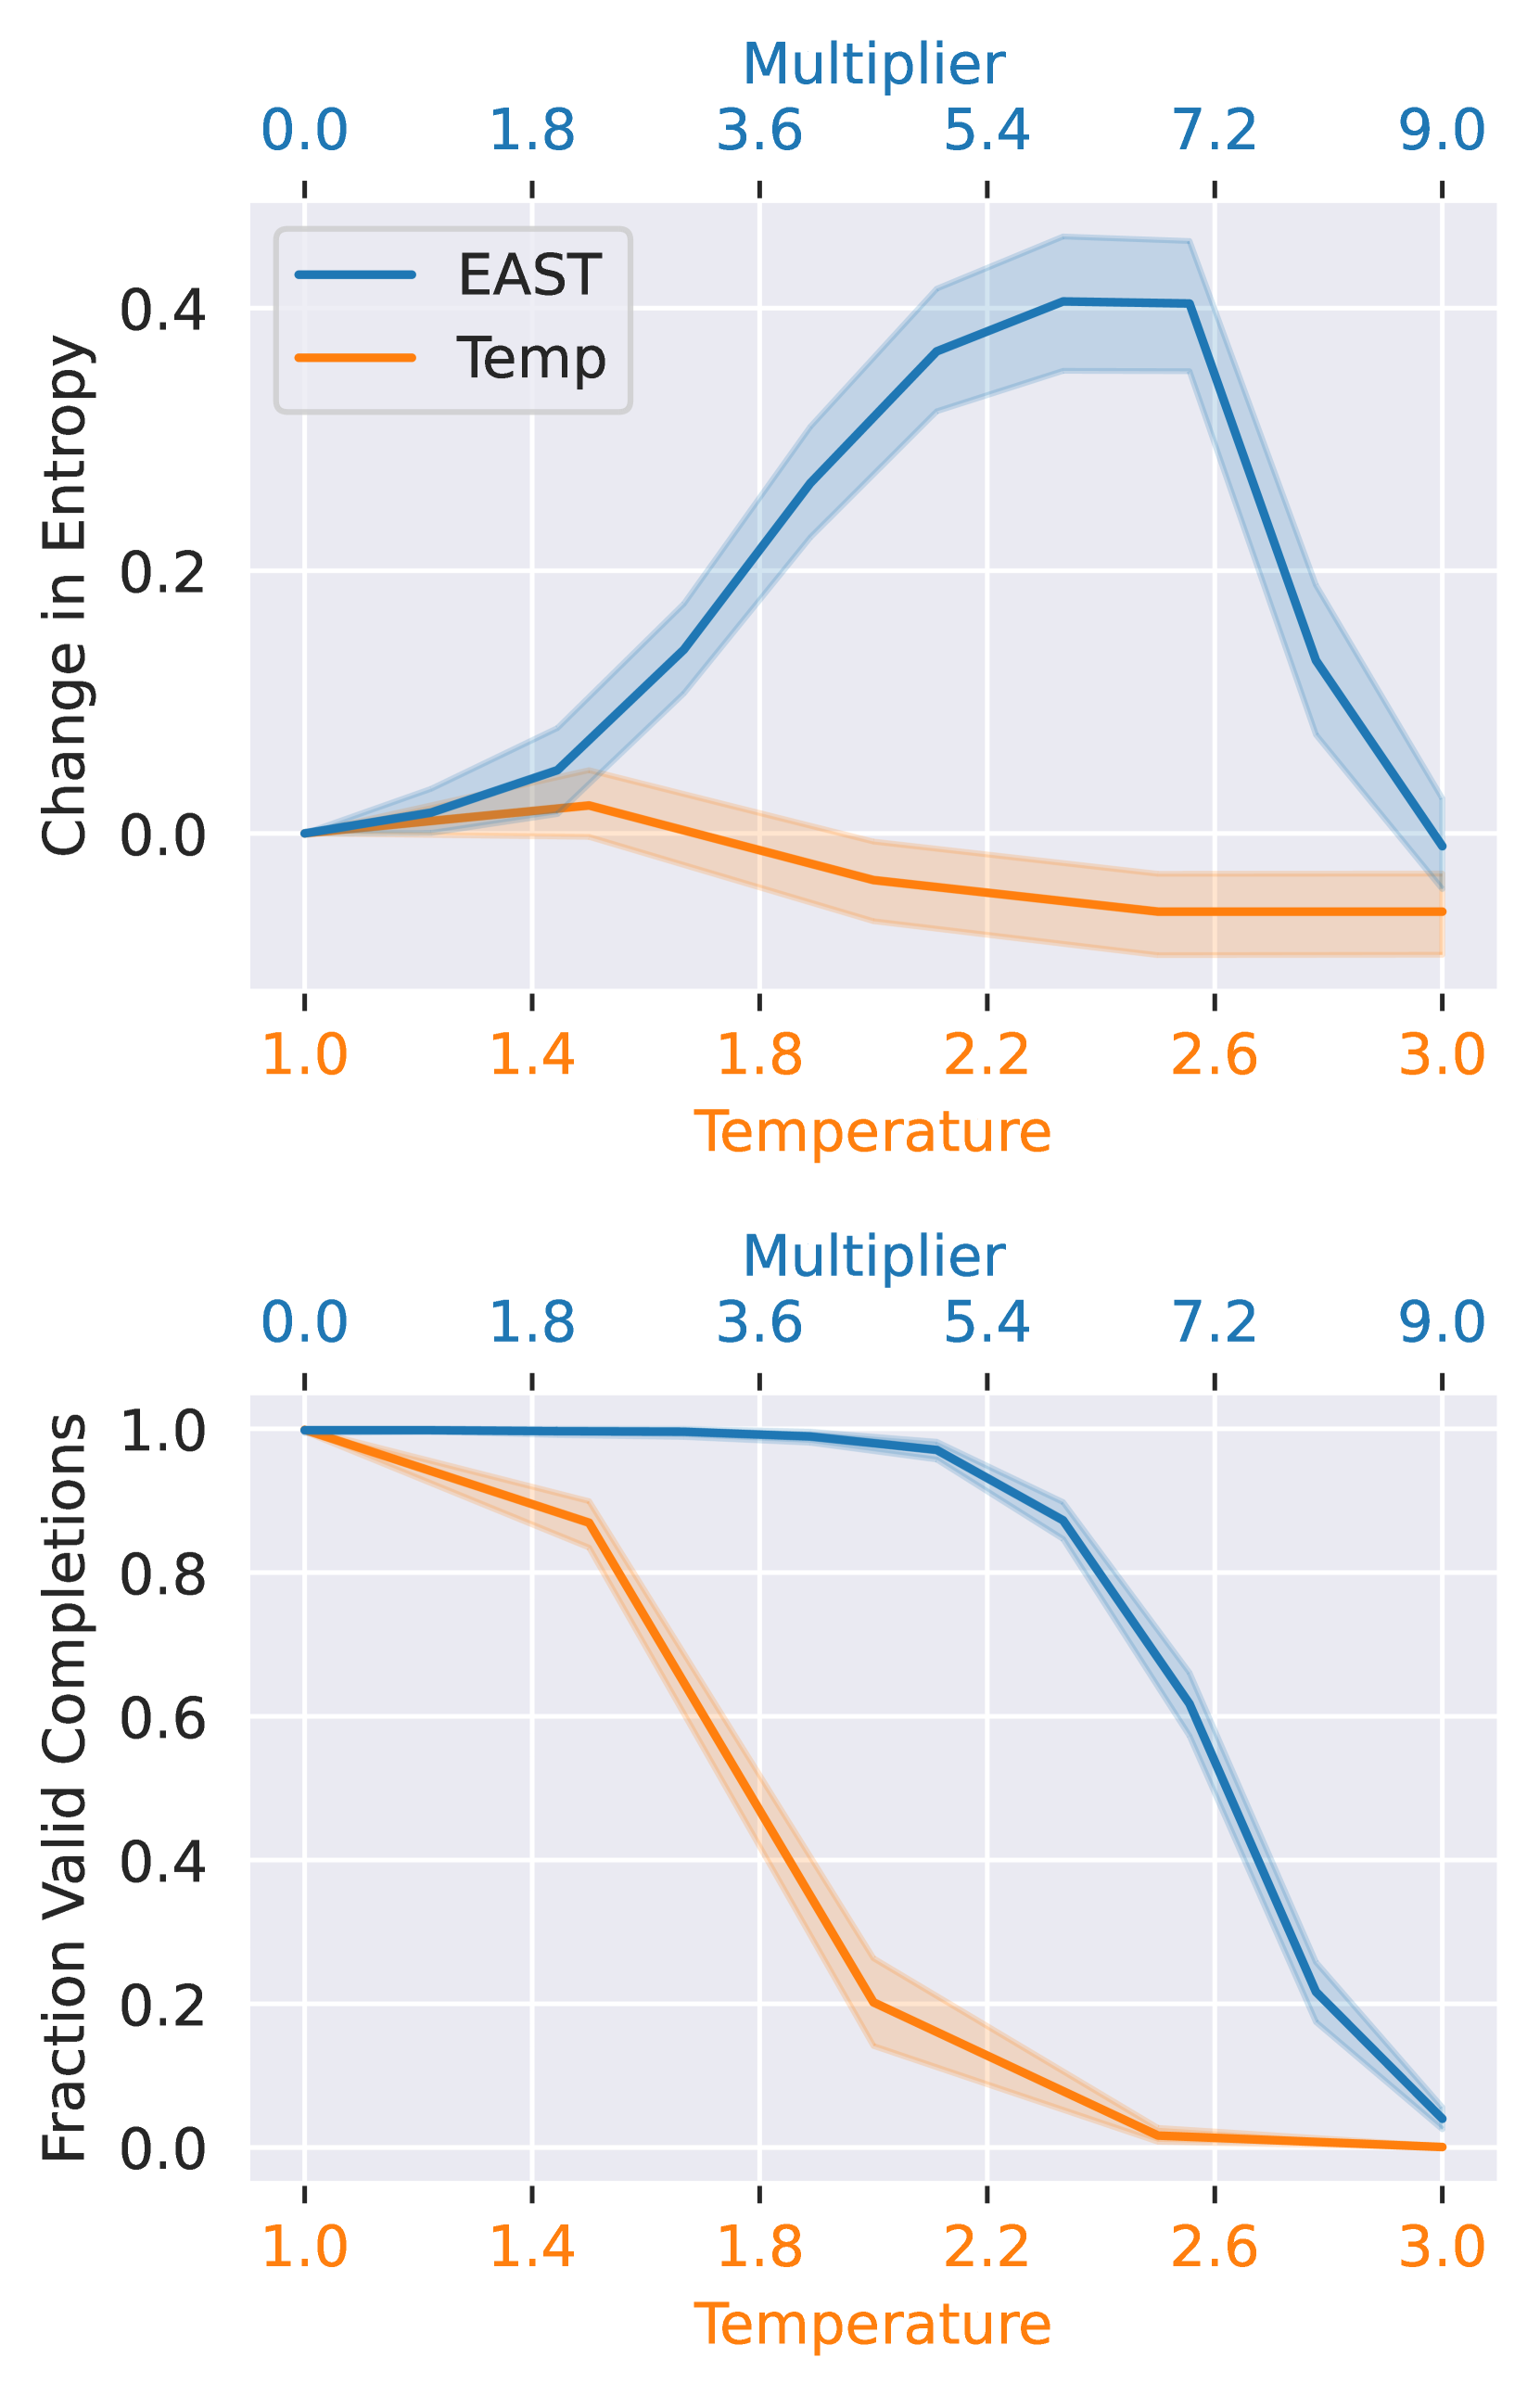 Multiplier
0.0 1.8 3.6 5.4 7.2 9.0
EAST
Temp
Change in Entropy
0.4
0.2
0.0
1.0 1.4 1.8 2.2 2.6 3.0
Temperature
Multiplier
0.0 1.8 3.6 5.4 7.2 9.0
Fraction Valid Completions
1.0
0.8
0.6
0.4
0.2
0.0
1.0 1.4 1.8 2.2 2.6 3.0
Temperature